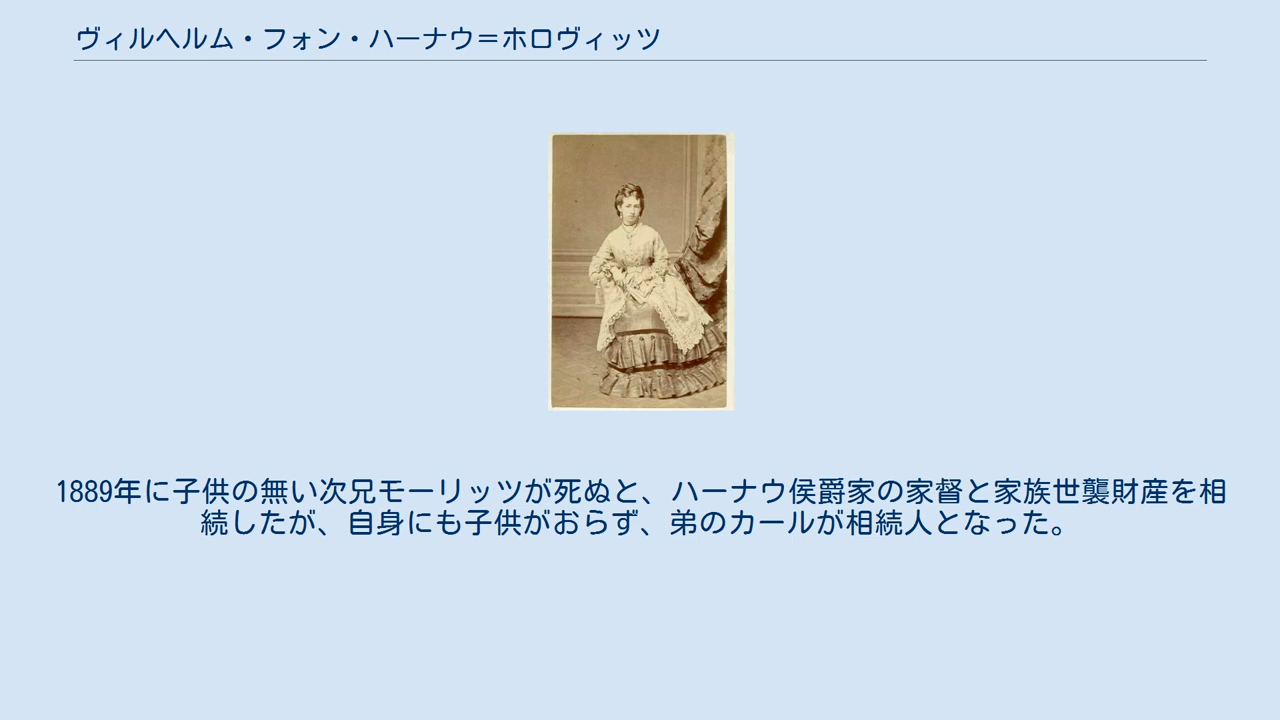 ヴィルヘルム・フォン・ハーナウ＝ホロヴィッツ
1889年に子供の無い次兄モーリッツが死ぬと、ハーナウ侯爵家の家督と家族世襲財産を相
続したが、自身にも子供がおらず、弟のカールが相続人となった。